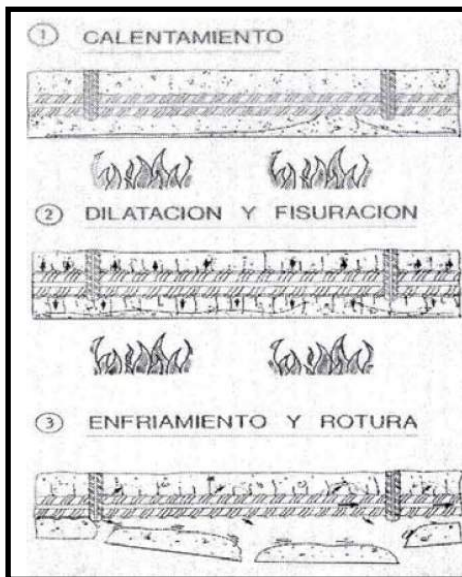 1 CALENTAMIENTO
2 DILATACION Y FISURACION
3 ENFRIAMIENTO Y ROTURA